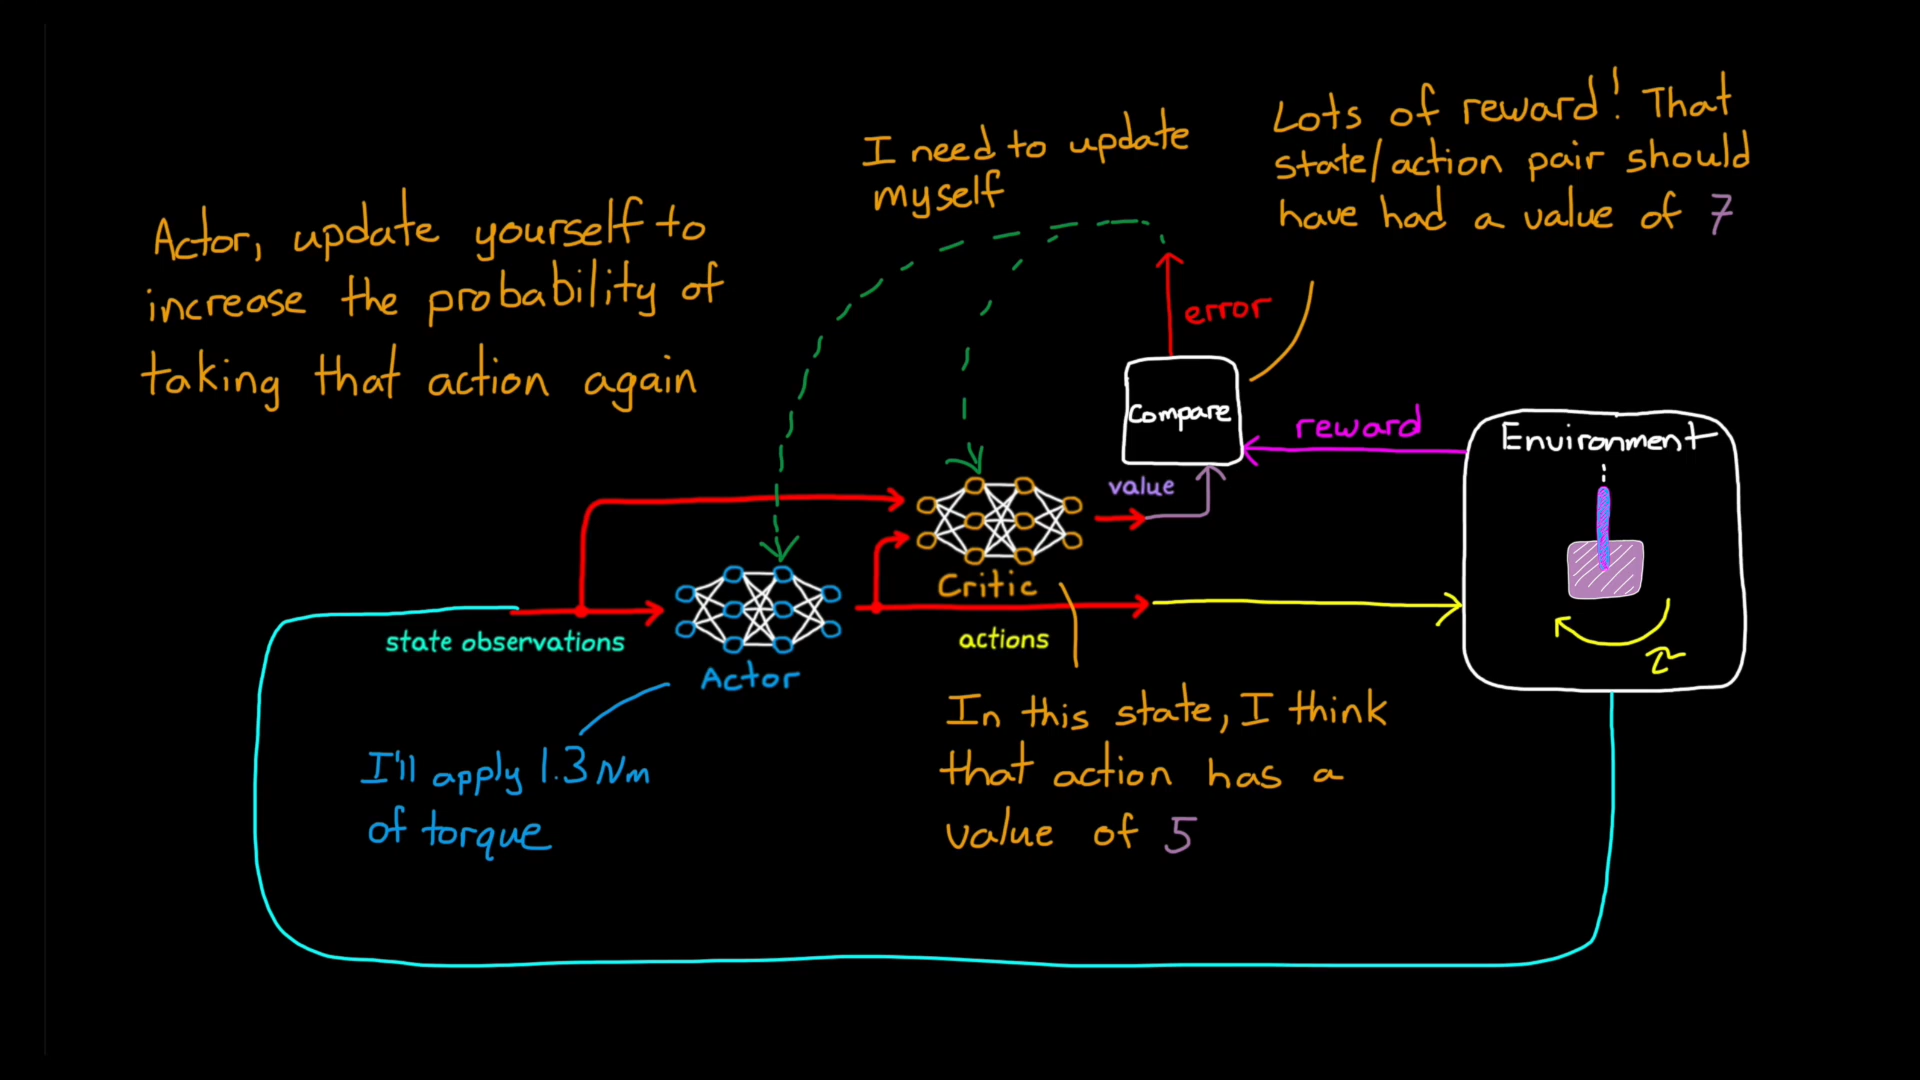 Lots of reward! That
state/action pair should
have had a value of 7
I need to update
myself
Actor, update yourself to
increase the probability of
taking that action again
error
Compare
reward
Environment
value
Critic
state observations
actions
Actor
τ
I'll apply 1.3 Nm
of torque
In this state, I think
that action has a
value of 5